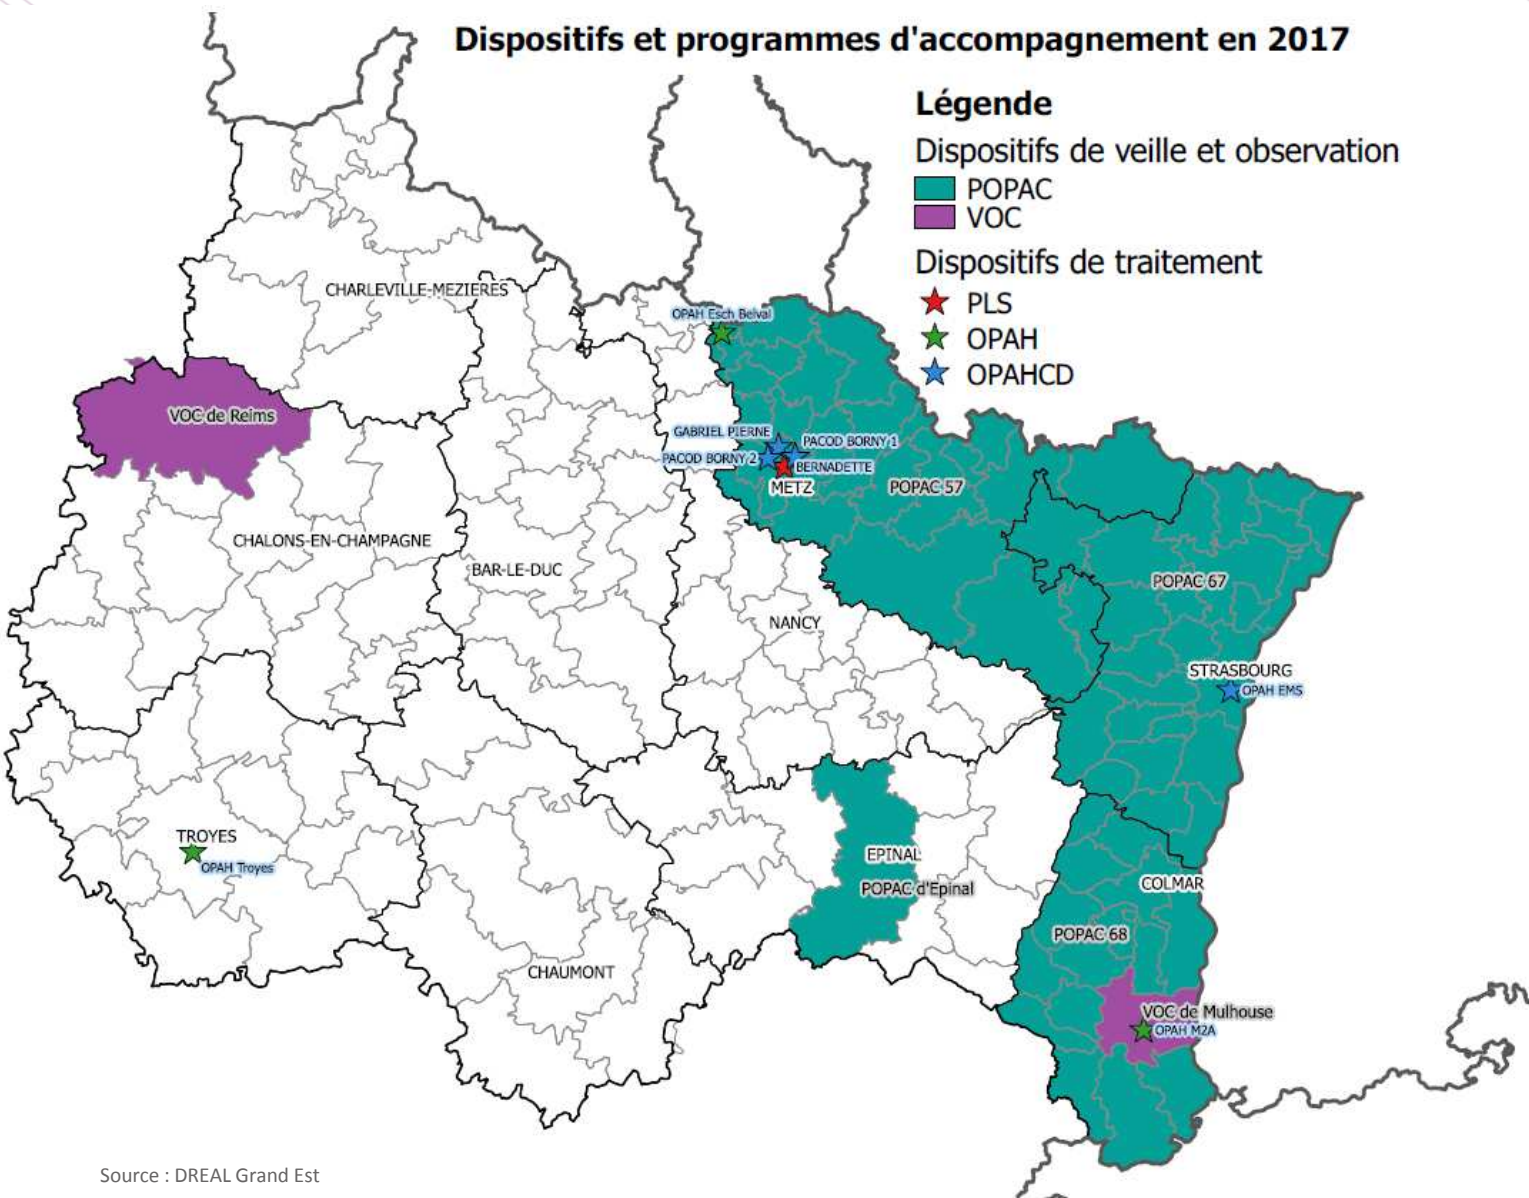 Dispositifs et programmes d'accompagnement en 2017
Légende
Dispositifs de veille et observation
POPAC
VOC
Dispositifs de traitement
PLS
OPAH
OPAHCD
CHARLEVILLE-MEZIERES
OPAH Esch Belval
VOC de Reims
GABRIEL PIERNE
PACOD BORNY 1
PACOD BORNY 2
BERNADETTE
METZ
POPAC 57
CHALONS-EN-CHAMPAGNE
BAR-LE-DUC
POPAC 67
NANCY
STRASBOURG
OPAH EMS
TROYES
OPAH Troyes
EPINAL
POPAC d'Epinal
COLMAR
POPAC 68
CHAUMONT
VOC de Mulhouse
OPAH M2A
Source : DREAL Grand Est